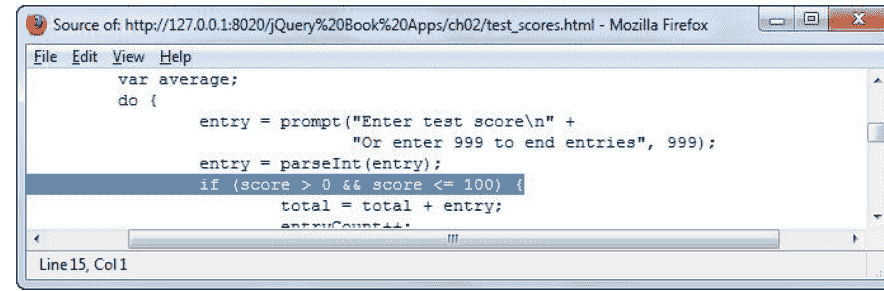 Source of: http://127.0.0.1:8020/jQuery%20Book%20Apps/ch02/test_scores.html - Mozilla Firefox
File Edit View Help
var average;
do {
entry = prompt("Enter test score\n" +
"Or enter 999 to end entries", 999);
entry = parseInt(entry);
if (score > 0 && score <= 100) {
total = total + entry;
entryCount++;
Line 15, Col 1